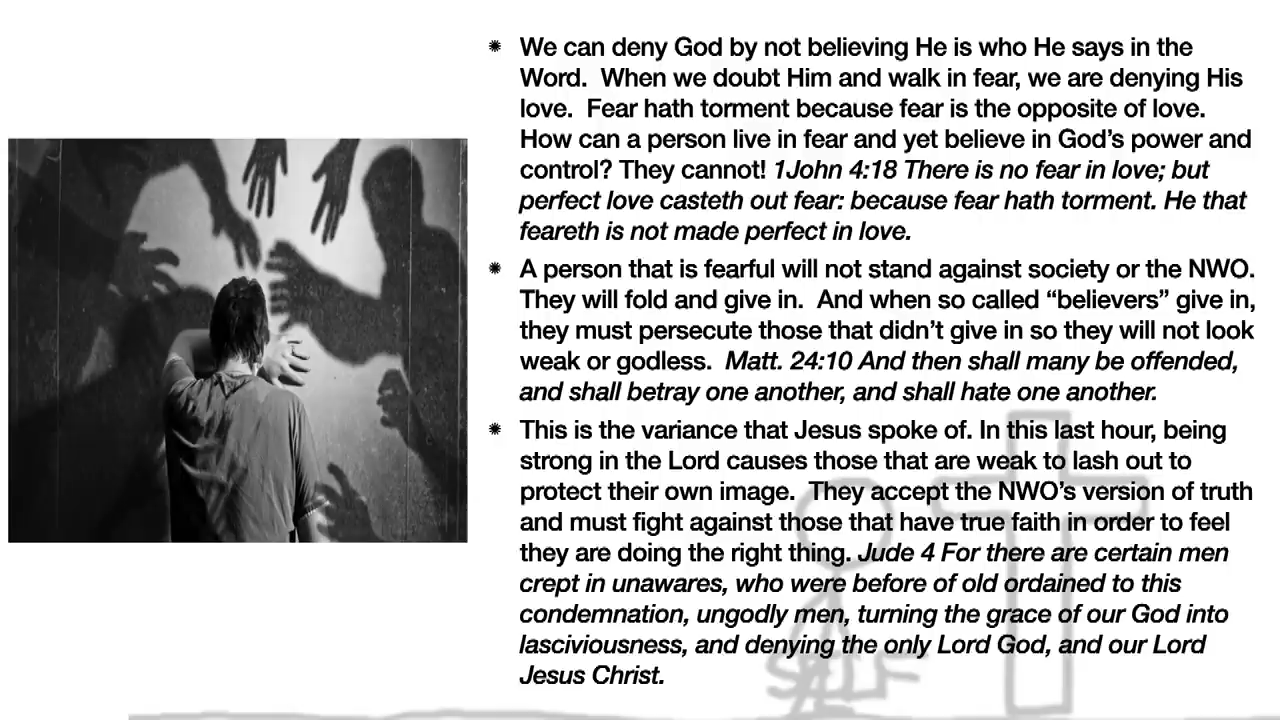 We can deny God by not believing He is who He says in the
Word.  When we doubt Him and walk in fear, we are denying His
love.  Fear hath torment because fear is the opposite of love.
How can a person live in fear and yet believe in God’s power and
control? They cannot! 1John 4:18 There is no fear in love; but
perfect love casteth out fear: because fear hath torment. He that
feareth is not made perfect in love.
A person that is fearful will not stand against society or the NWO.
They will fold and give in.  And when so called “believers” give in,
they must persecute those that didn’t give in so they will not look
weak or godless.  Matt. 24:10 And then shall many be offended,
and shall betray one another, and shall hate one another.
This is the variance that Jesus spoke of. In this last hour, being
strong in the Lord causes those that are weak to lash out to
protect their own image.  They accept the NWO’s version of truth
and must fight against those that have true faith in order to feel
they are doing the right thing. Jude 4 For there are certain men
crept in unawares, who were before of old ordained to this
condemnation, ungodly men, turning the grace of our God into
lasciviousness, and denying the only Lord God, and our Lord
Jesus Christ.
SELF